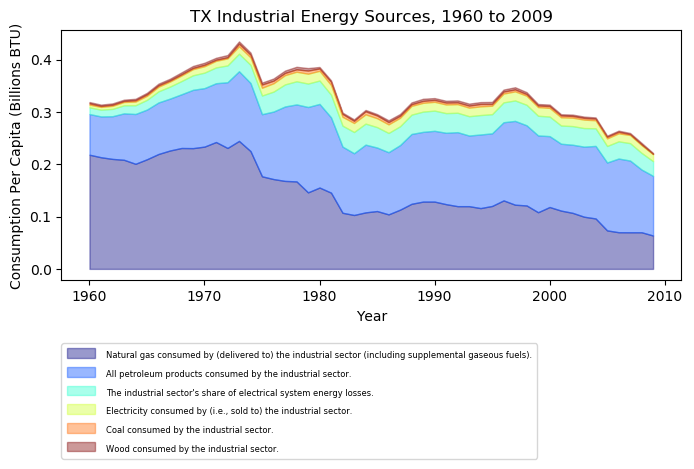 TX Industrial Energy Sources, 1960 to 2009
Consumption Per Capita (Billions BTU)
0.4
0.3
0.2
0.1
0.0
1960 1970 1980 1990 2000 2010
Year
Natural gas consumed by (delivered to) the industrial sector (including supplemental gaseous fuels).
All petroleum products consumed by the industrial sector.
The industrial sector's share of electrical system energy losses.
Electricity consumed by (i.e., sold to) the industrial sector.
Coal consumed by the industrial sector.
Wood consumed by the industrial sector.